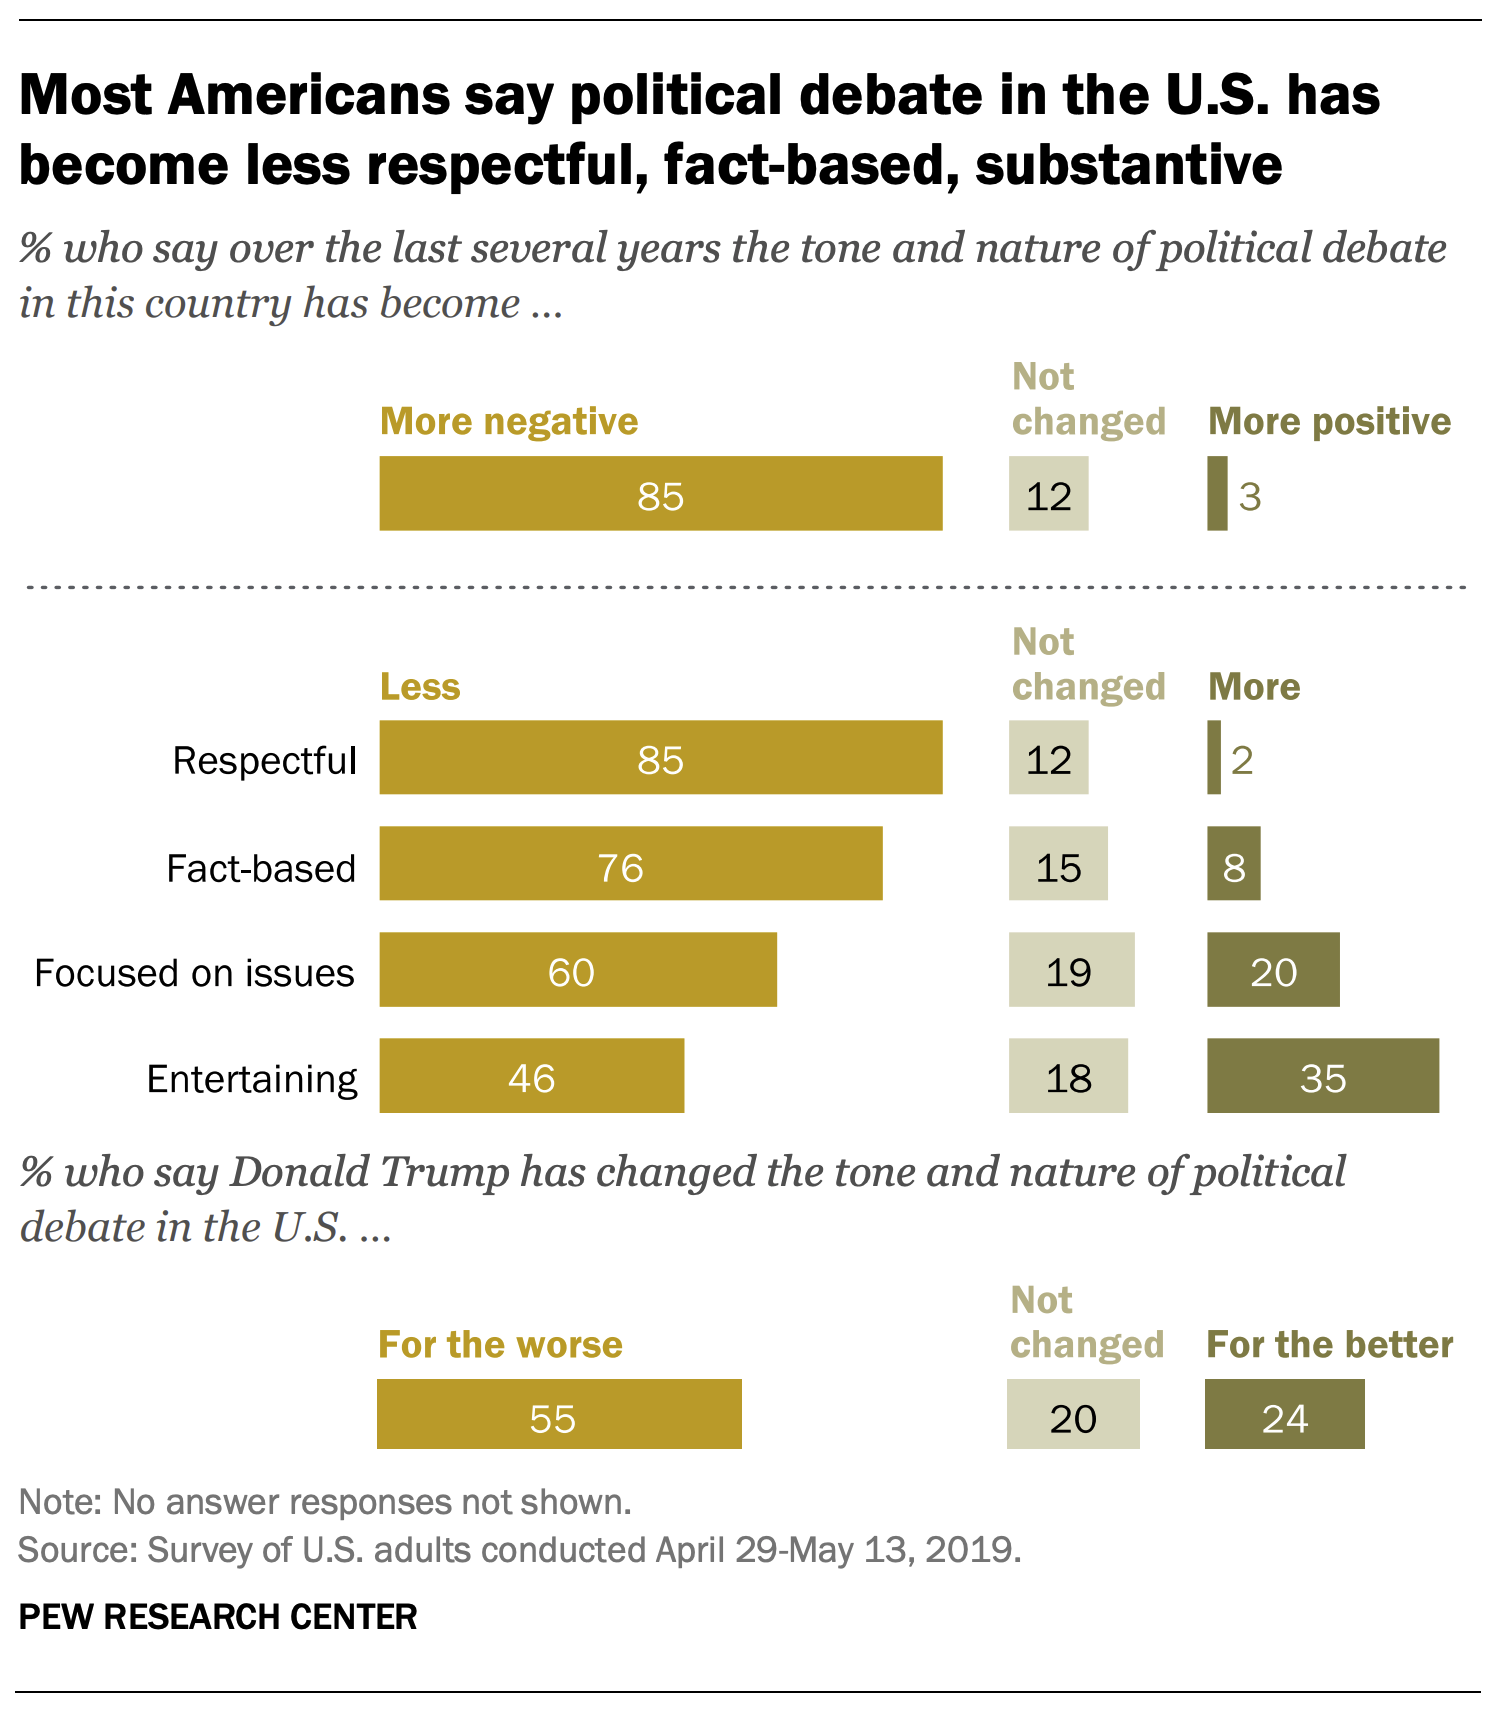 Most Americans say political debate in the U.S. has
become less respectful, fact-based, substantive
% who say over the last several years the tone and nature of political debate
in this country has become ...
Not
More negative changed More positive
85 12 3
Not
Less changed More
Respectful 85 12 2
Fact-based 76 15 8
Focused on issues 60 19 20
Entertaining 46 18 35
% who say Donald Trump has changed the tone and nature of political
debate in the U.S. ...
Not
For the worse changed For the better
55 20 24
Note: No answer responses not shown.
Source: Survey of U.S. adults conducted April 29-May 13, 2019.
PEW RESEARCH CENTER